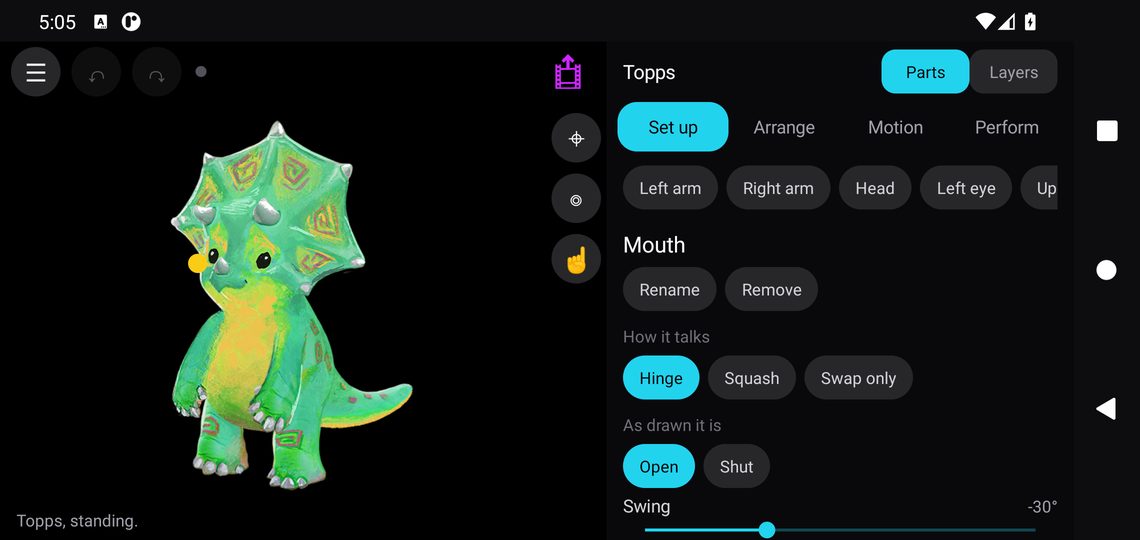 5:05
Topps
Parts
Layers
Set up
Arrange
Motion
Perform
Left arm
Right arm
Head
Left eye
Up
Mouth
Rename
Remove
How it talks
Hinge
Squash
Swap only
As drawn it is
Open
Shut
Swing
-30°
Topps, standing.